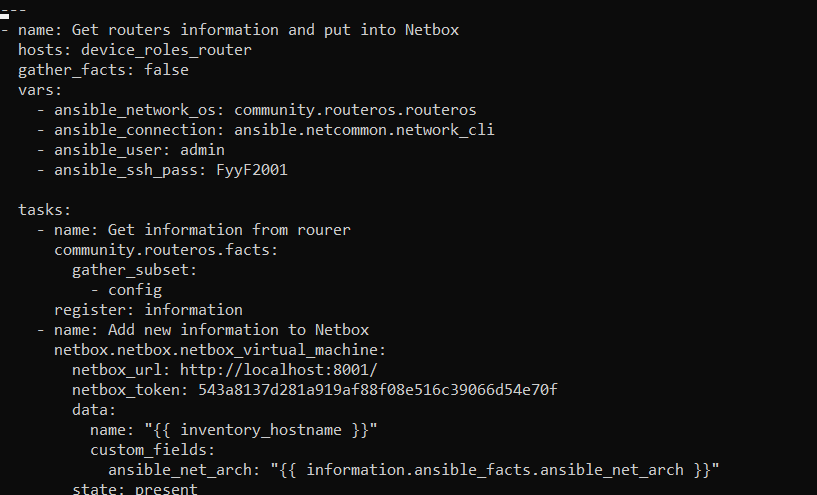 ---
- name: Get routers information and put into Netbox
  hosts: device_roles_router
  gather_facts: false
  vars:
    - ansible_network_os: community.routeros.routeros
    - ansible_connection: ansible.netcommon.network_cli
    - ansible_user: admin
    - ansible_ssh_pass: FyyF2001

  tasks:
    - name: Get information from rourer
      community.routeros.facts:
        gather_subset:
          - config
      register: information
    - name: Add new information to Netbox
      netbox.netbox.netbox_virtual_machine:
        netbox_url: http://localhost:8001/
        netbox_token: 543a8137d281a919af88f08e516c39066d54e70f
        data:
          name: "{{ inventory_hostname }}"
          custom_fields:
            ansible_net_arch: "{{ information.ansible_facts.ansible_net_arch }}"
        state: present